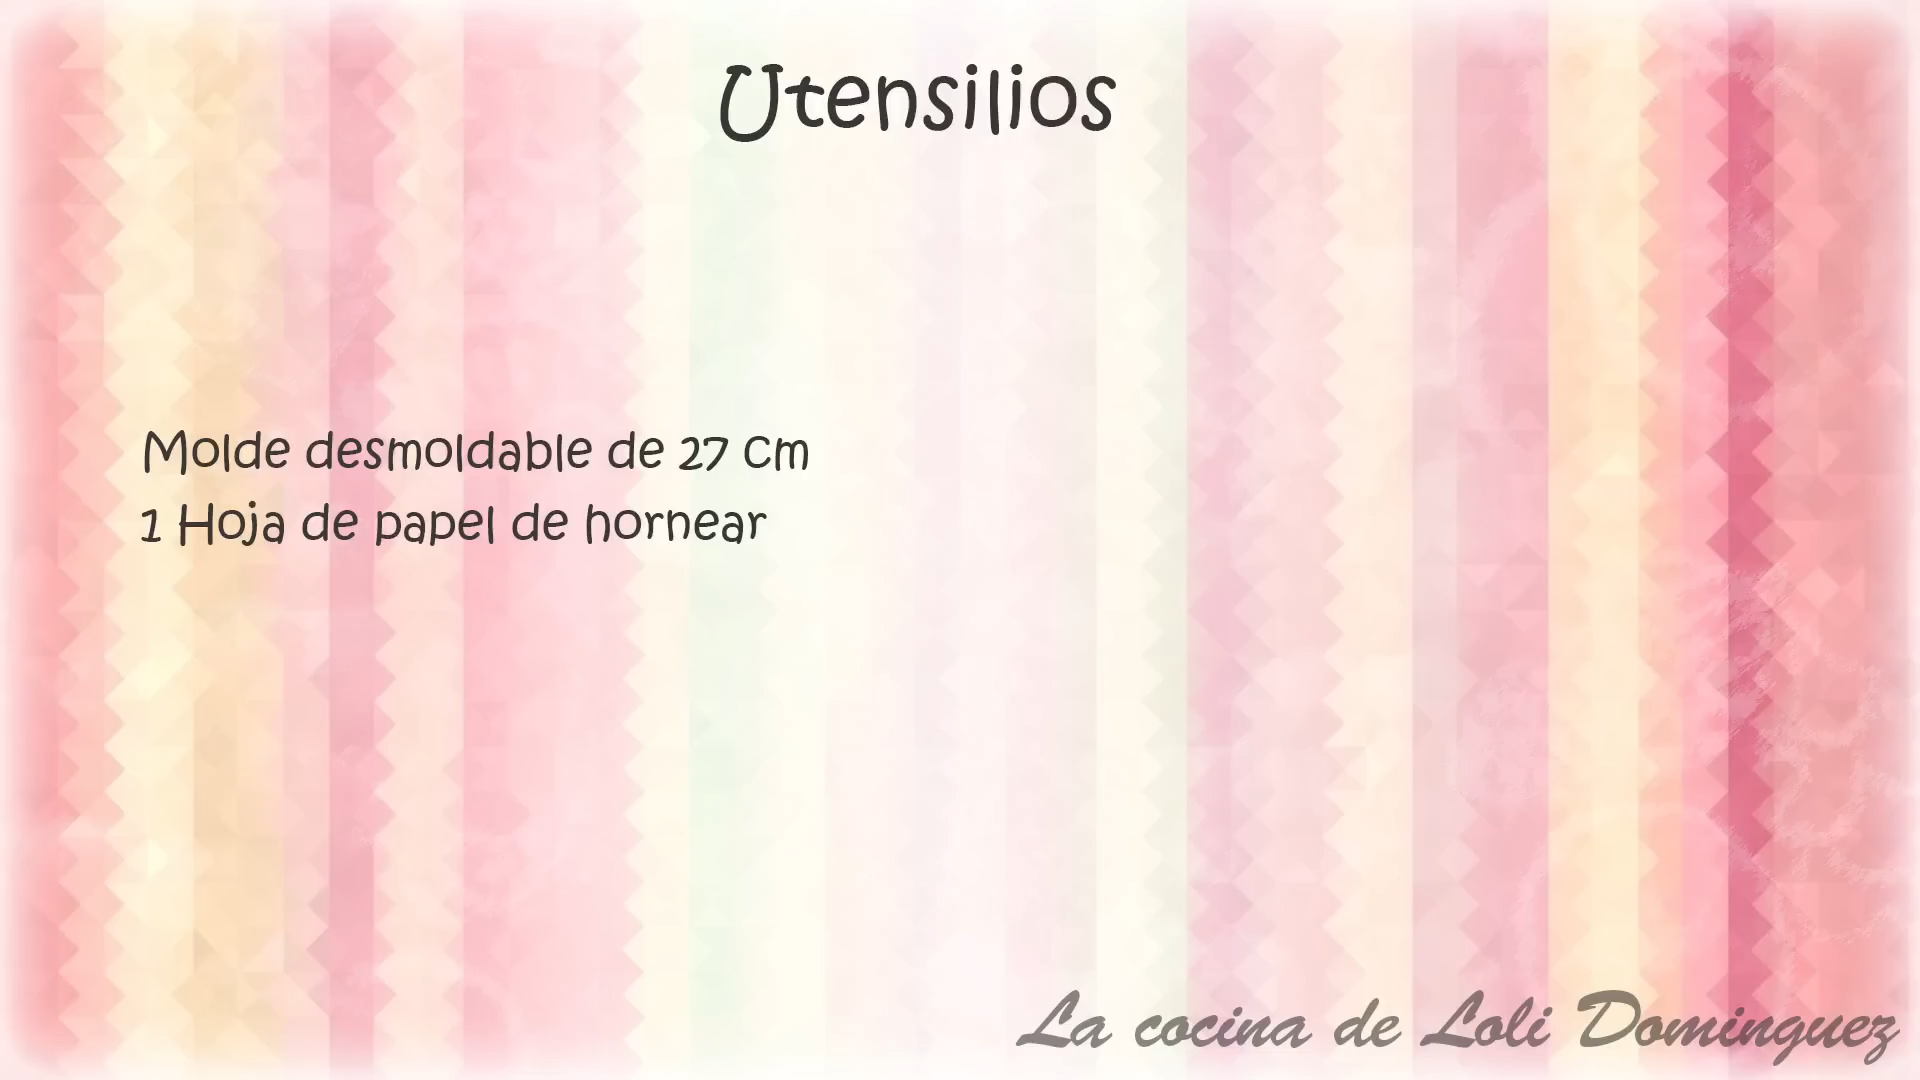 Utensilios
Molde desmoldable de 27 cm
1 Hoja de papel de hornear
La cocina de Loli Dominguez